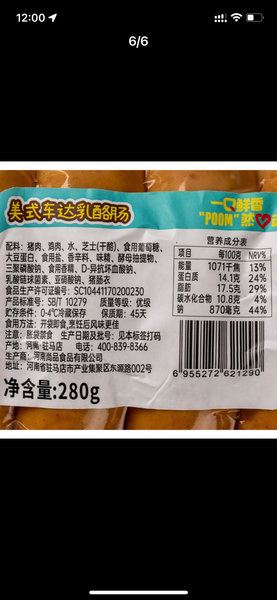 12:00
6/6
美式车达乳酪肠
一口鲜香
"POOM"然
配料: 猪肉、鸡肉、水、芝士(干酪)、食用葡萄糖、
大豆蛋白、食用盐、香辛料、味精、酵母抽提物、
三聚磷酸钠、食用香精、D-异抗坏血酸钠、
乳酸链球菌素、亚硝酸钠、猪肠衣
食品生产许可证编号: SC10441170200230
产品标准号: SB/T 10279 质量等级: 优级
贮存条件: 0-4℃冷藏保存 保质期: 45天
食用方法: 开袋即食,烹饪后风味更佳
注意: 胀袋禁食 生产日期及批号: 见本标签打码
产地: 河南·驻马店 电话: 400-839-8366
生产商: 河南尚品食品有限公司
地址: 河南省驻马店市产业集聚区东源路002号
净含量:280g
营养成分表
项目 每100克 NRV%
能量 1071千焦 13%
蛋白质 14.1克 24%
脂肪 17.5克 29%
碳水化合物 10.8克 4%
钠 870毫克 44%
6 955272 621290